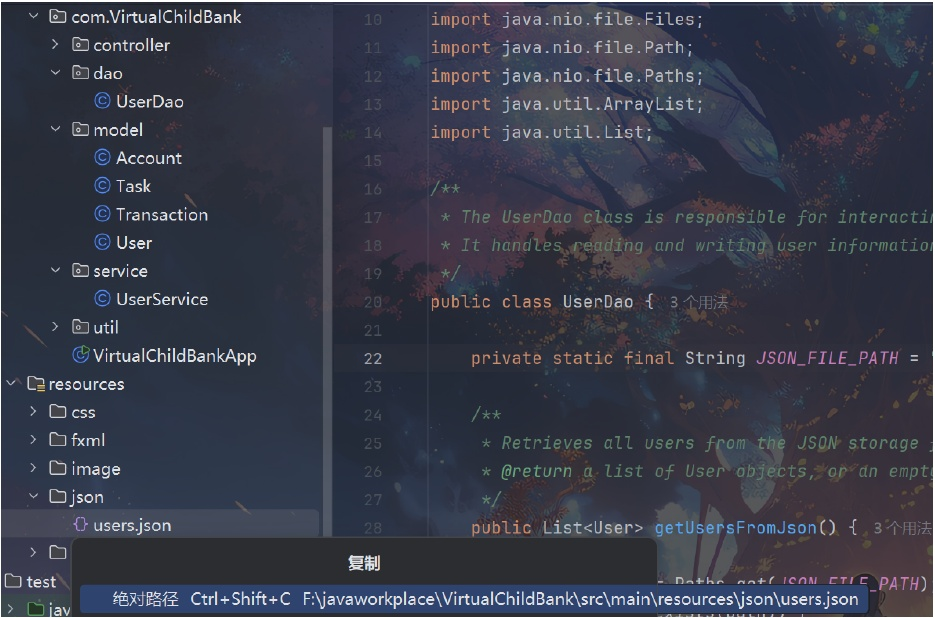 com.VirtualChildBank
controller
dao
UserDao
model
Account
Task
Transaction
User
service
UserService
util
VirtualChildBankApp
resources
css
fxml
image
json
users.json
test
jav
10 import java.nio.file.Files;
11 import java.nio.file.Path;
12 import java.nio.file.Paths;
13 import java.util.ArrayList;
14 import java.util.List;
15
16 /**
17 * The UserDao class is responsible for interacti
18 * It handles reading and writing user information
19 */
20 public class UserDao { 3个用法
21
22 private static final String JSON_FILE_PATH = "
23
24 /**
25 * Retrieves all users from the JSON storage
26 * @return a list of User objects, or an empty
27 */
28 public List<User> getUsersFromJson() { 3个用法
Paths.get(JSON_FILE_PATH)
复制
绝对路径 Ctrl+Shift+C F:\javaworkplace\VirtualChildBank\src\main\resources\json\users.json